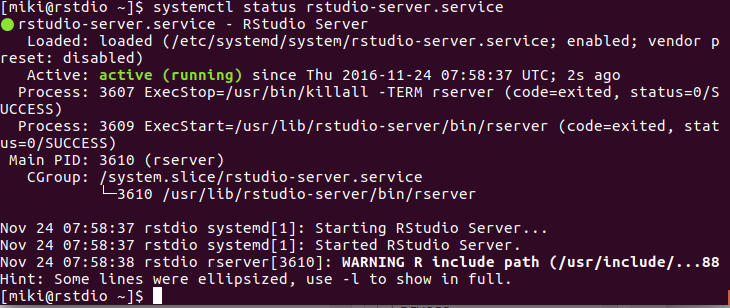 [miki@rstdio ~]$ systemctl status rstudio-server.service
● rstudio-server.service - RStudio Server
   Loaded: loaded (/etc/systemd/system/rstudio-server.service; enabled; vendor p
reset: disabled)
   Active: active (running) since Thu 2016-11-24 07:58:37 UTC; 2s ago
  Process: 3607 ExecStop=/usr/bin/killall -TERM rserver (code=exited, status=0/S
UCCESS)
  Process: 3609 ExecStart=/usr/lib/rstudio-server/bin/rserver (code=exited, stat
us=0/SUCCESS)
 Main PID: 3610 (rserver)
   CGroup: /system.slice/rstudio-server.service
           └─3610 /usr/lib/rstudio-server/bin/rserver

Nov 24 07:58:37 rstdio systemd[1]: Starting RStudio Server...
Nov 24 07:58:37 rstdio systemd[1]: Started RStudio Server.
Nov 24 07:58:38 rstdio rserver[3610]: WARNING R include path (/usr/include/...88
Hint: Some lines were ellipsized, use -l to show in full.
[miki@rstdio ~]$